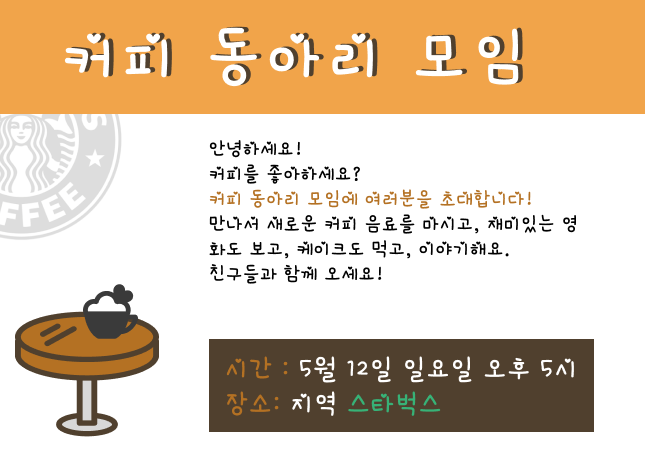 커피 동아리 모임
안녕하세요!
커피를 좋아하세요?
커피 동아리 모임에 여러분을 초대합니다!
만나서 새로운 커피 음료를 마시고, 재미있는 영
화도 보고, 케이크도 먹고, 이야기해요.
친구들과 함께 오세요!
시간 : 5월 12일 일요일 오후 5시
장소: 지역 스타벅스